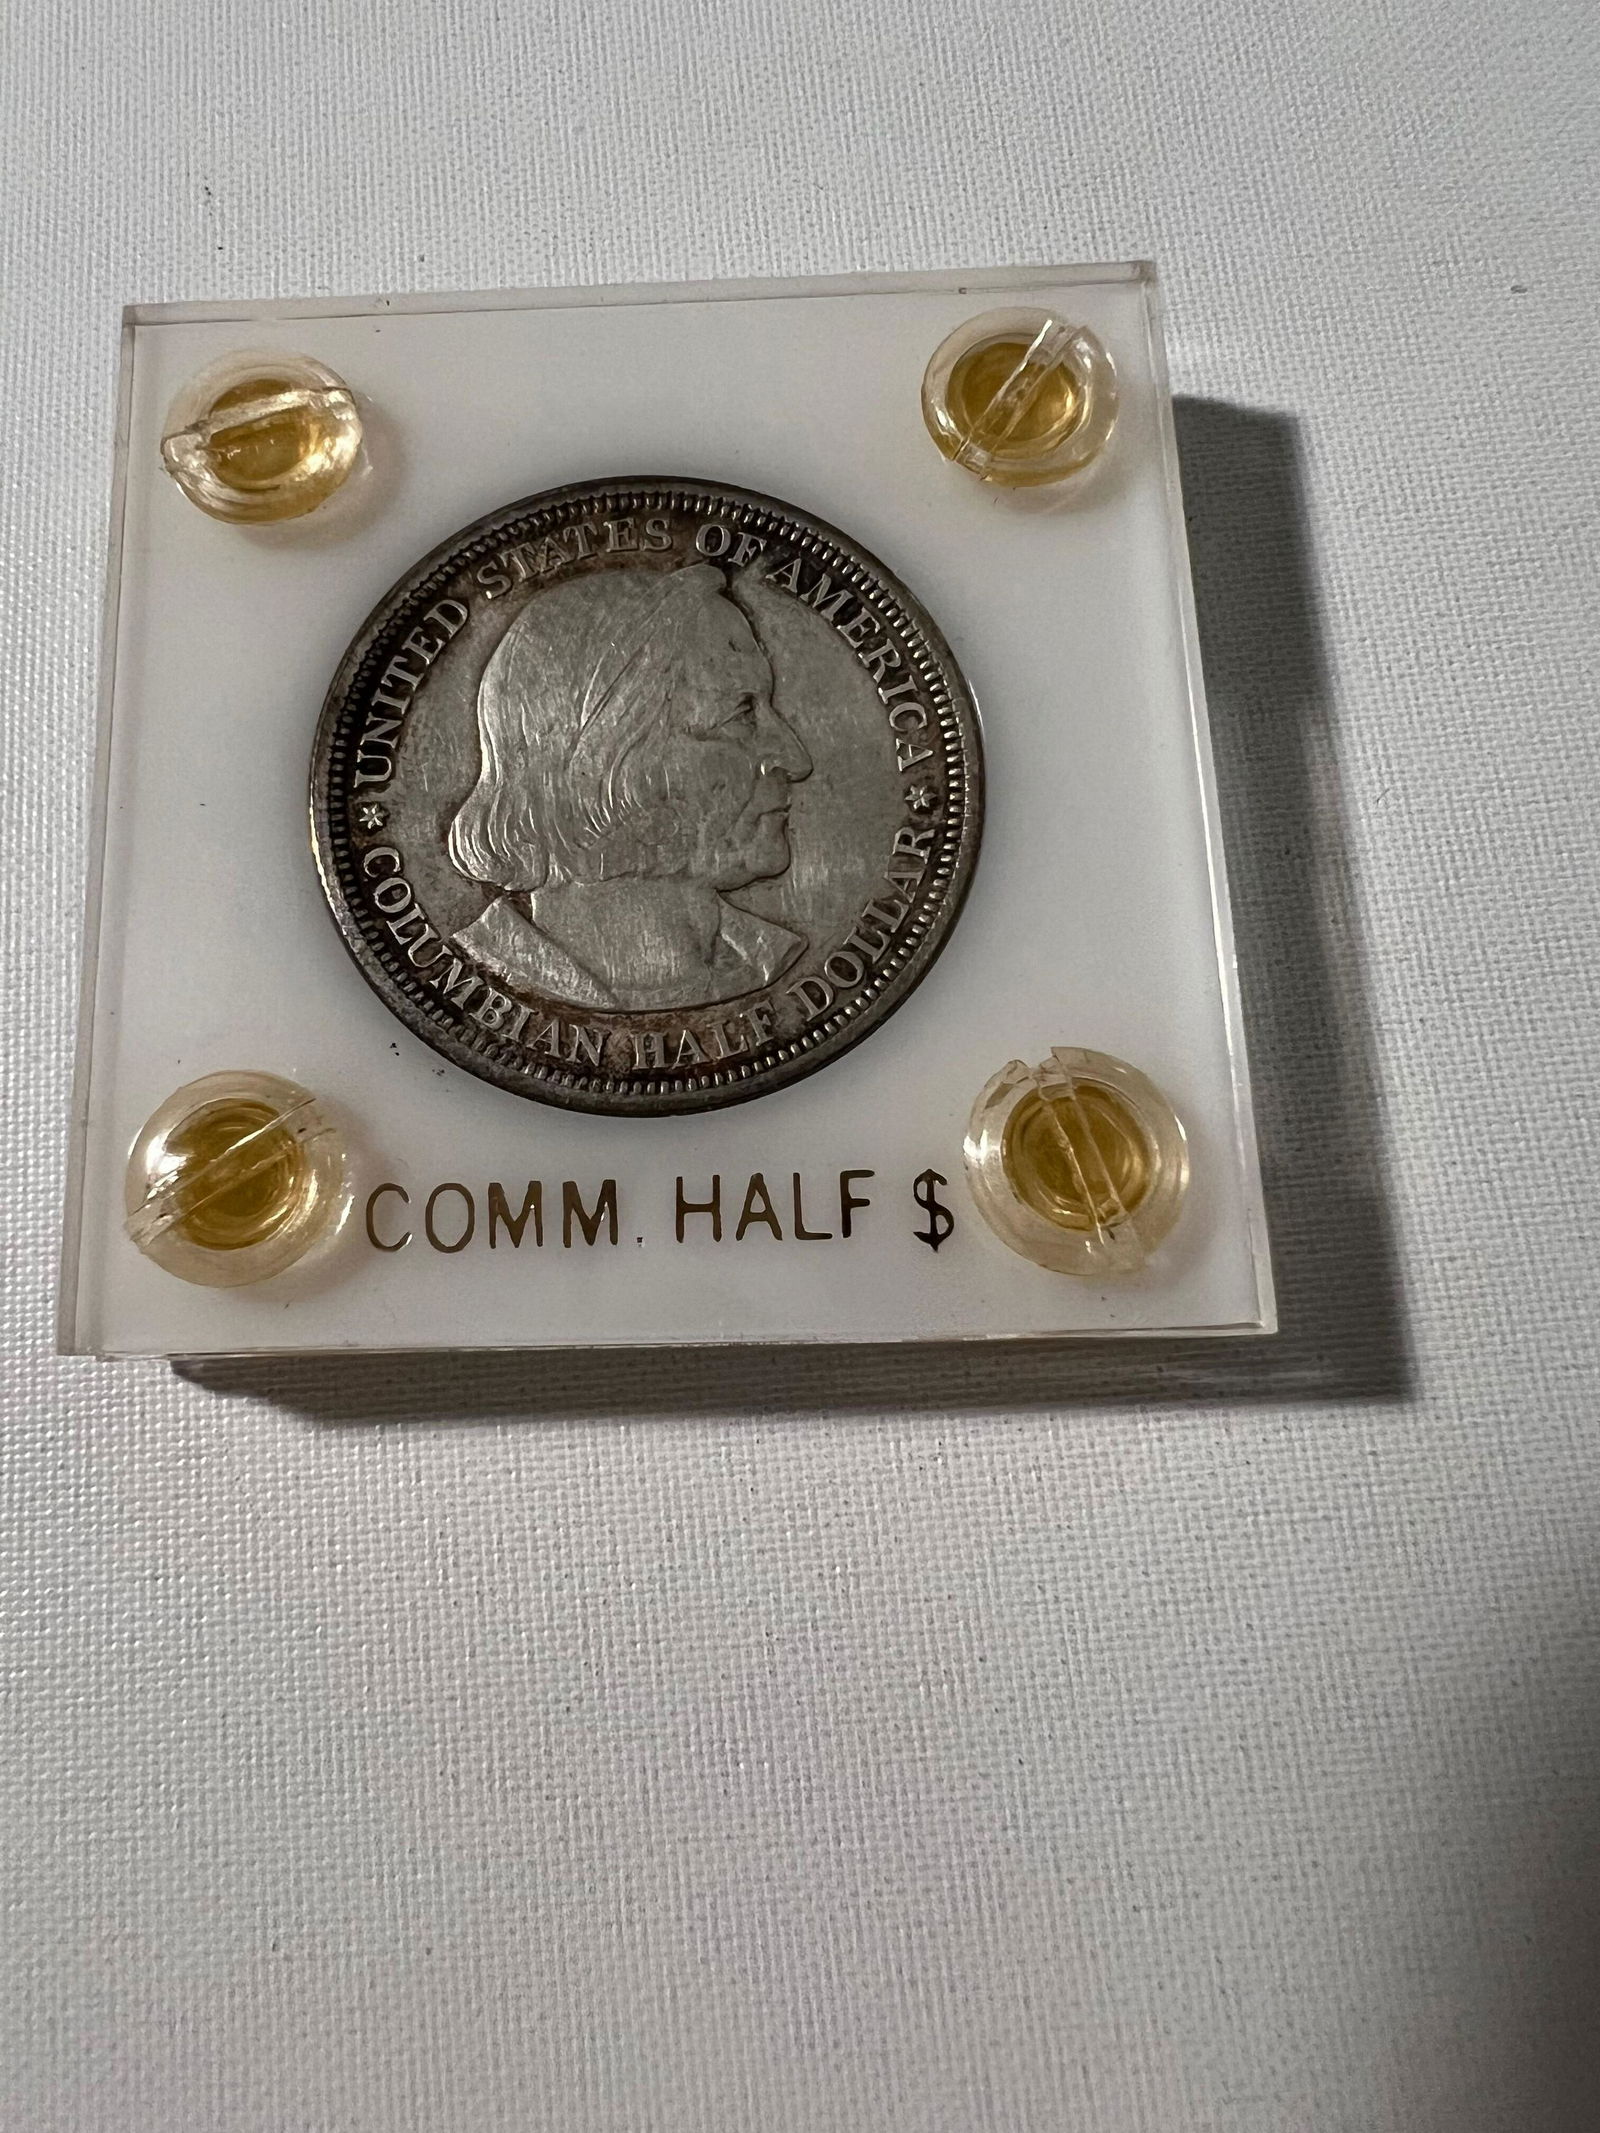 UNITED STATES OF AMERICA
COLUMBIAN HALF DOLLAR
COMM. HALF $